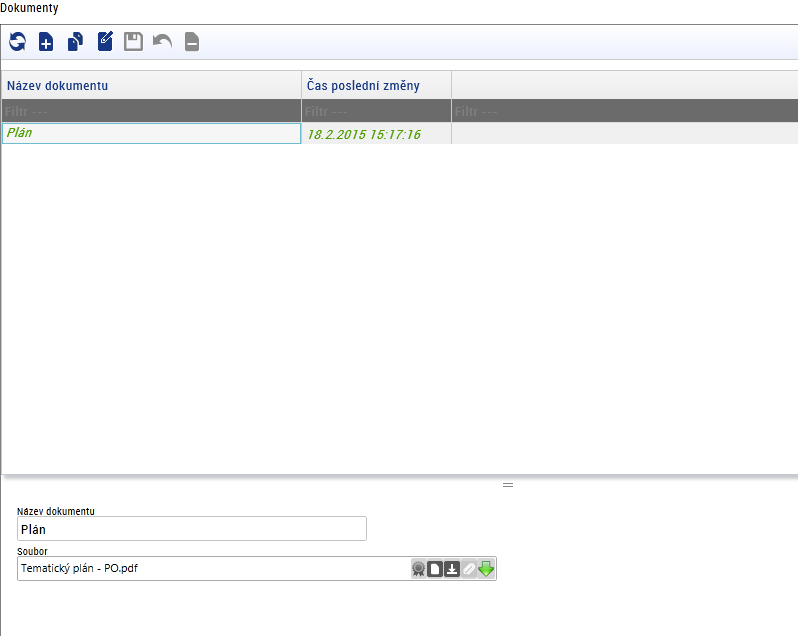 Dokumenty
Název dokumentu Čas poslední změny
Filtr --- Filtr --- Filtr ---
Plán 18.2.2015 15:17:16
Název dokumentu
Plán
Soubor
Tematický plán - PO.pdf